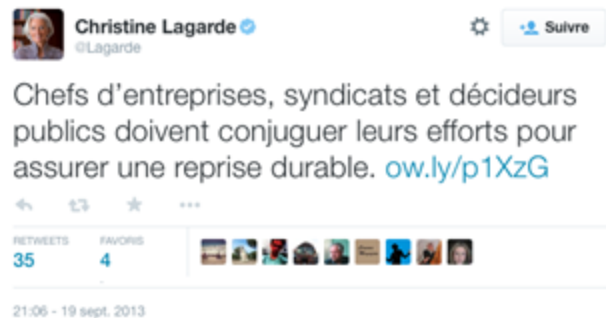 Christine Lagarde
@Lagarde
Suivre
Chefs d'entreprises, syndicats et décideurs
publics doivent conjuguer leurs efforts pour
assurer une reprise durable. ow.ly/p1XzG
RETWEETS FAVORIS
35 4
21:06 - 19 sept. 2013